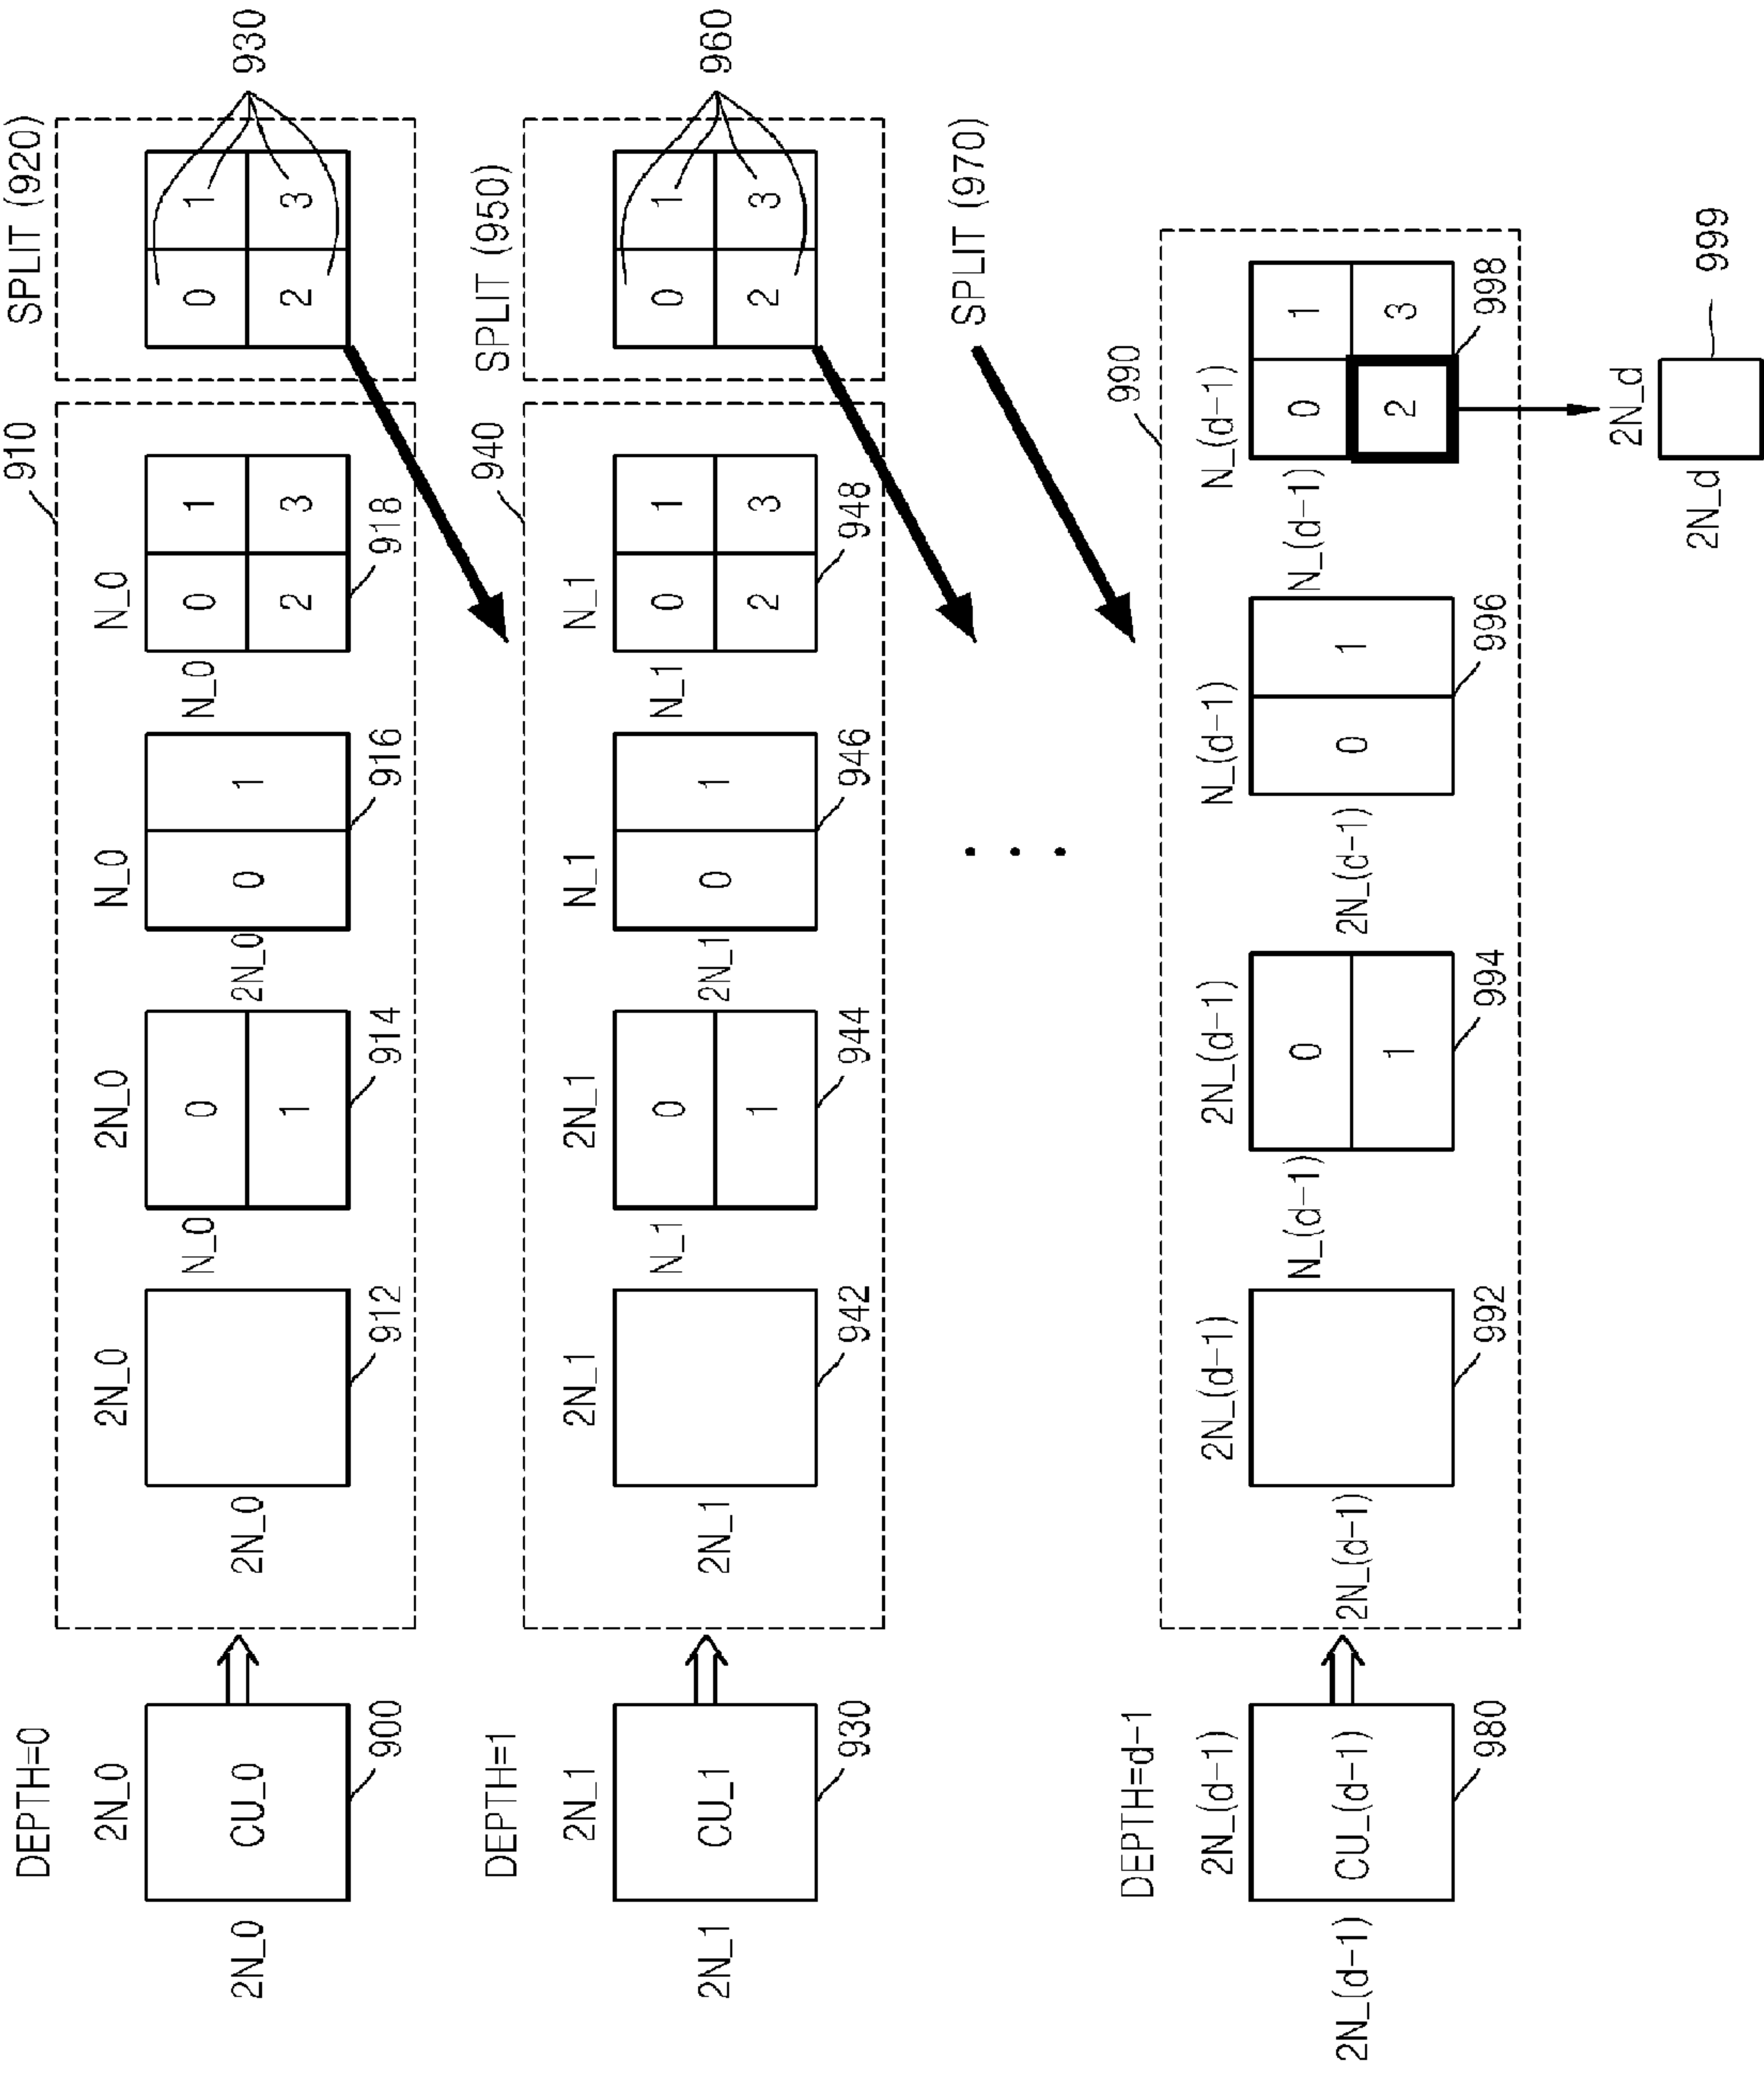 DEPTH=0
2N_0
2N_0
CU_0
900
910
2N_0
2N_0
912
2N_0
N_0
0
1
914
N_0
2N_0
0
1
916
N_0
N_0
0
1
2
3
918
SPLIT (920)
0
1
2
3
930
DEPTH=1
2N_1
2N_1
CU_1
930
940
2N_1
2N_1
942
2N_1
N_1
0
1
944
N_1
2N_1
0
1
946
N_1
N_1
0
1
2
3
948
SPLIT (950)
0
1
2
3
960
SPLIT (970)
DEPTH=d-1
2N_(d-1)
2N_(d-1)
CU_(d-1)
980
990
2N_(d-1)
2N_(d-1)
992
2N_(d-1)
N_(d-1)
0
1
994
N_(d-1)
2N_(d-1)
0
1
996
N_(d-1)
N_(d-1)
0
1
2
3
998
2N_d
2N_d
999